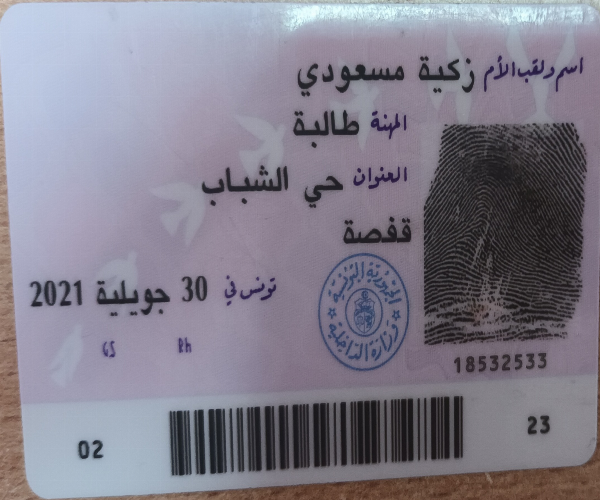 اسم ولقب الأم زكية مسعودي
المهنة طالبة
العنوان حي الشباب
قفصة
الجمهورية التونسية
وزارة الداخلية
تونس في 30 جويلية 2021
GS Rh
18532533
02 23